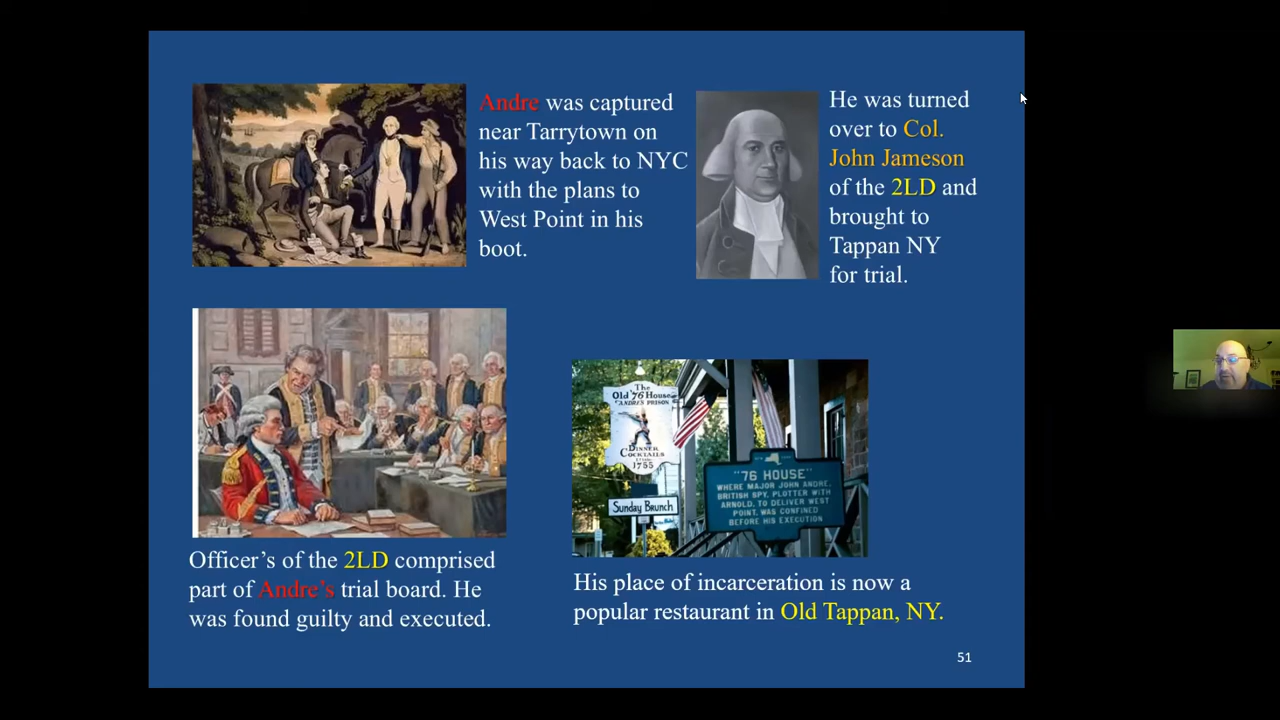 Andre was captured
near Tarrytown on
his way back to NYC
with the plans to
West Point in his
boot.
He was turned
over to Col.
John Jameson
of the 2LD and
brought to
Tappan NY
for trial.
Officer's of the 2LD comprised
part of Andre's trial board. He
was found guilty and executed.
The
Old '76 House
ANDRE'S PRISON
DINNER
COCKTAILS
1755
Sunday Brunch
"76 HOUSE"
WHERE MAJOR JOHN ANDRE,
BRITISH SPY, PLOTTER WITH
ARNOLD, TO DELIVER WEST
POINT, WAS CONFINED
BEFORE HIS EXECUTION
His place of incarceration is now a
popular restaurant in Old Tappan, NY.
51